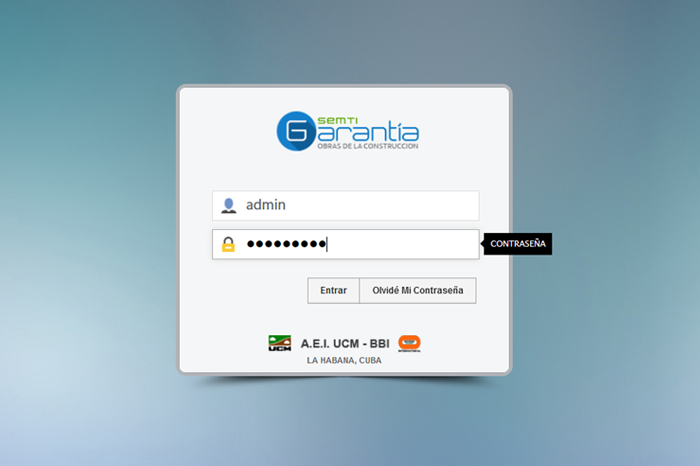 SEMTI
Garantía
OBRAS DE LA CONSTRUCCION
admin
●●●●●●●●●
CONTRASEÑA
Entrar
Olvidé Mi Contraseña
UCM
A.E.I. UCM - BBI
LA HABANA, CUBA